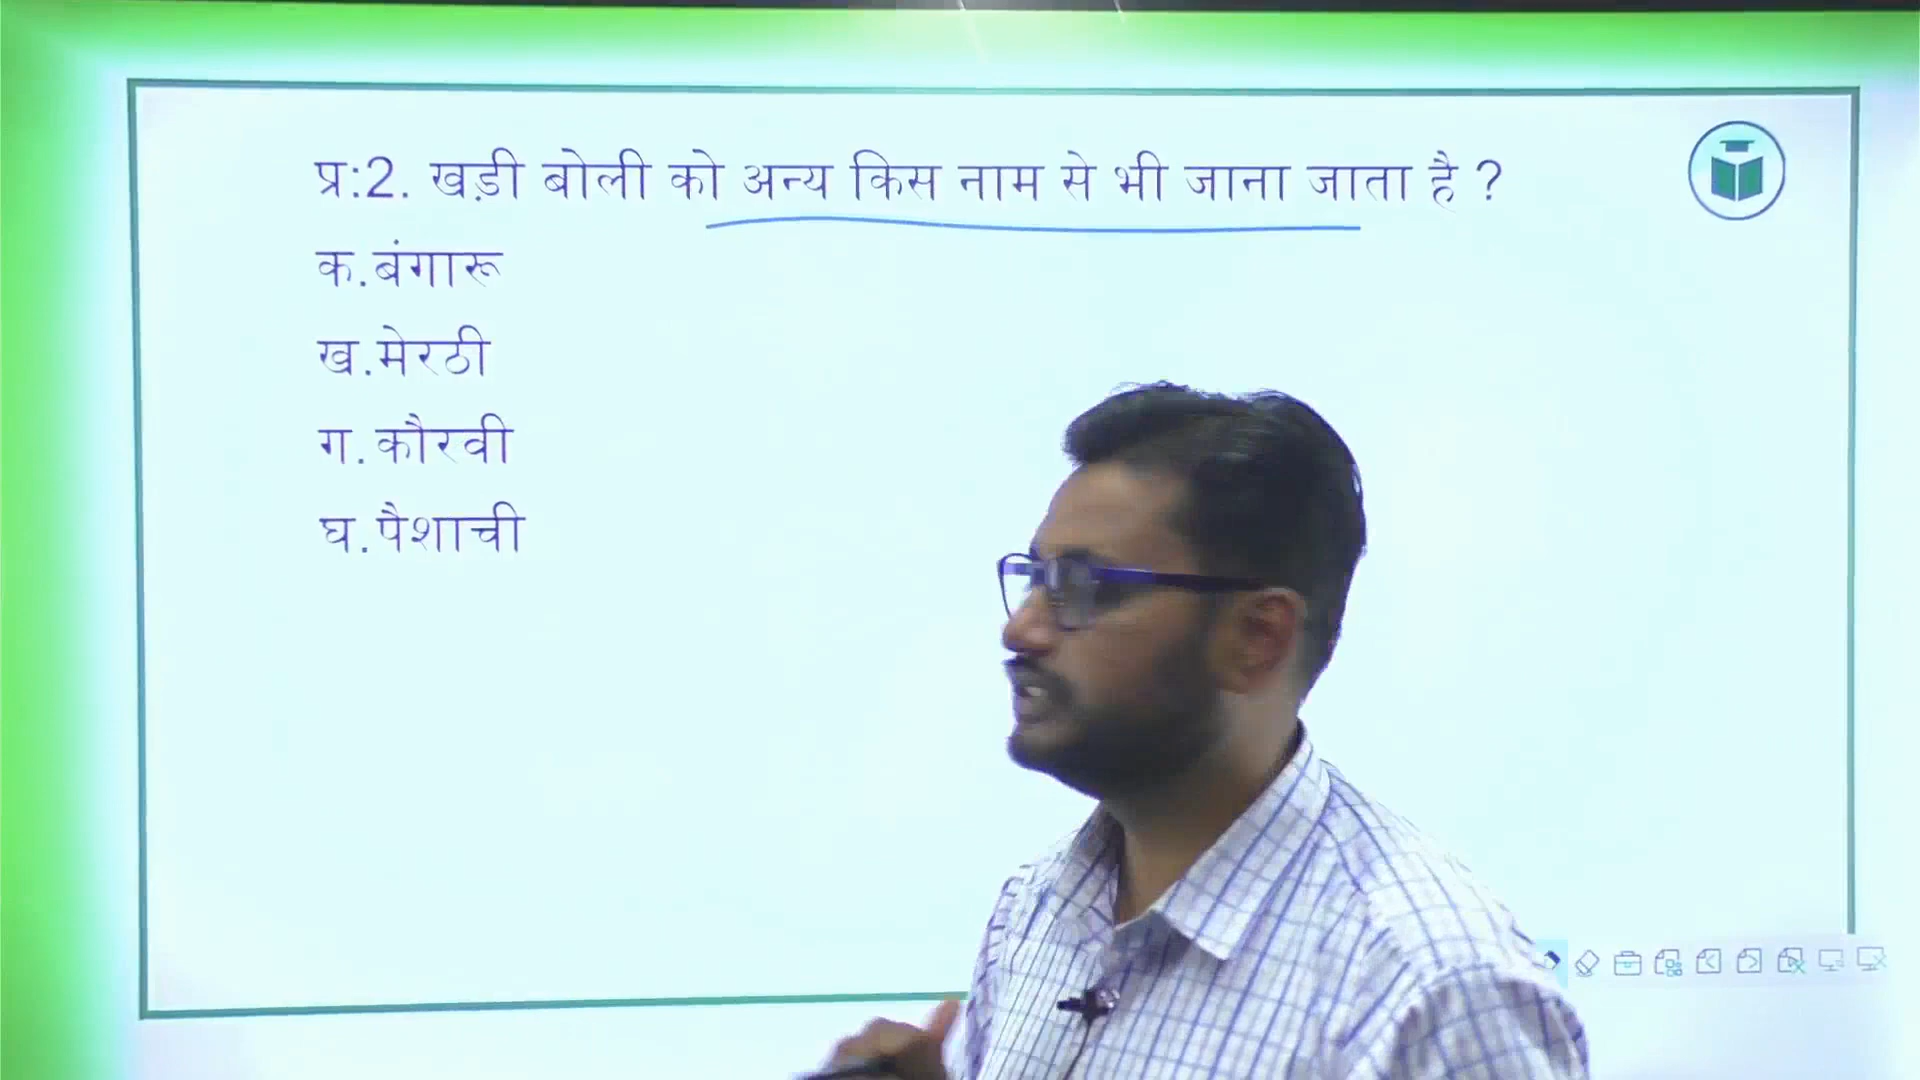 प्र:2. खड़ी बोली को अन्य किस नाम से भी जाना जाता है ?
क.बंगारू
ख.मेरठी
ग.कौरवी
घ.पैशाची